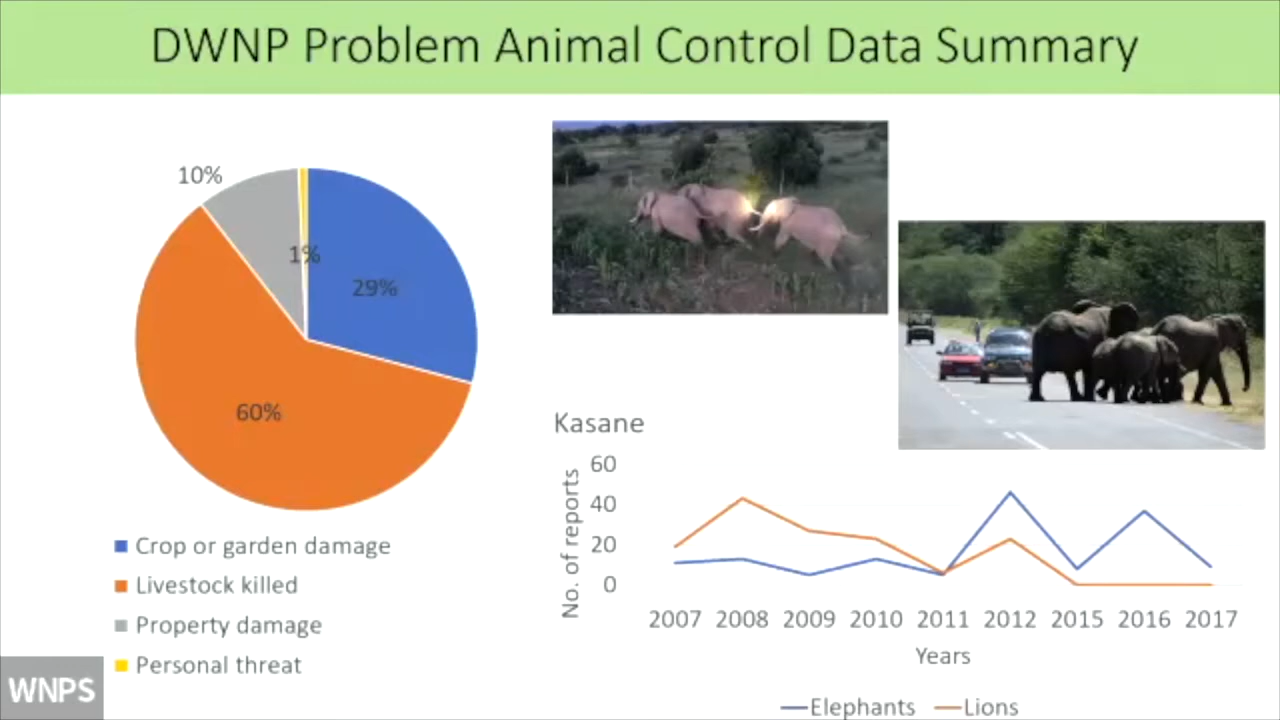 DWNP Problem Animal Control Data Summary
10%
1%
29%
60%
Crop or garden damage
Livestock killed
Property damage
Personal threat
WNPS
Kasane
No. of reports
60
40
20
0
2007 2008 2009 2010 2011 2012 2015 2016 2017
Years
Elephants Lions